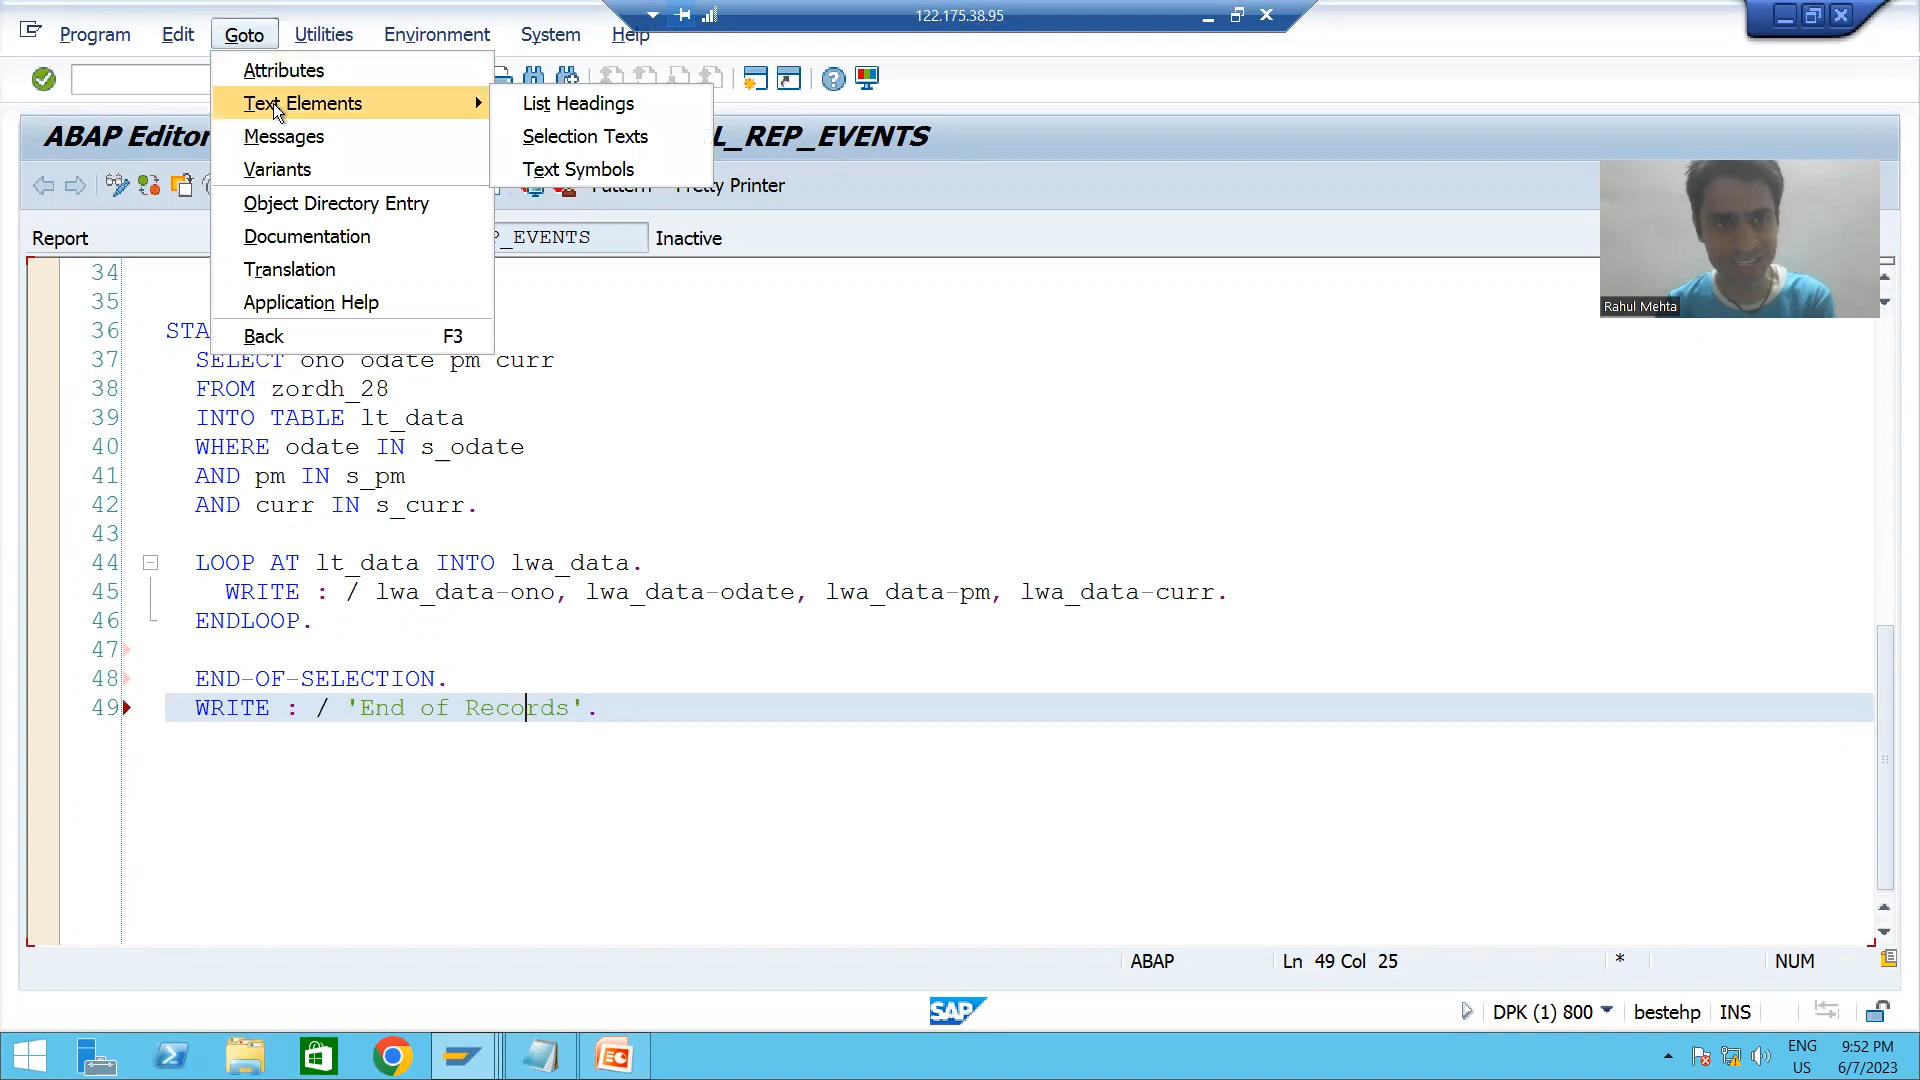 122.175.38.95
Program Edit Goto Utilities Environment System Help
Attributes
Text Elements
Messages
Variants
Object Directory Entry
Documentation
Translation
Application Help
Back F3
List Headings
Selection Texts
Text Symbols
ABAP Editor L_REP_EVENTS
Printer
Report _EVENTS Inactive
Rahul Mehta
34
35
36 STA
37 SELECT ono odate pm curr
38 FROM zordh_28
39 INTO TABLE lt_data
40 WHERE odate IN s_odate
41 AND pm IN s_pm
42 AND curr IN s_curr.
43
44 LOOP AT lt_data INTO lwa_data.
45 WRITE : / lwa_data-ono, lwa_data-odate, lwa_data-pm, lwa_data-curr.
46 ENDLOOP.
47
48 END-OF-SELECTION.
49 WRITE : / 'End of Records'.
ABAP Ln 49 Col 25 * NUM
SAP DPK (1) 800 bestehp INS
ENG 9:52 PM
US 6/7/2023